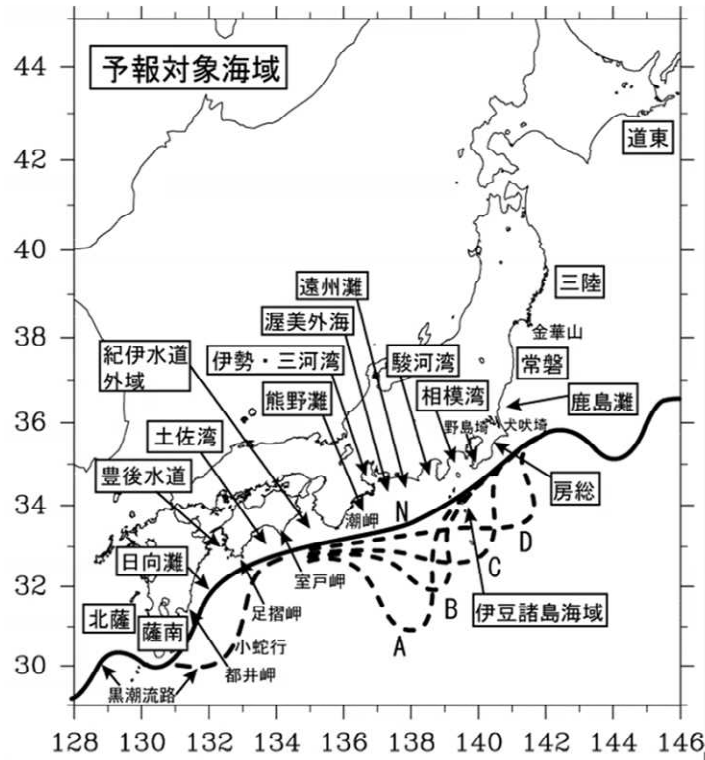 予報対象海域
44
42
40
38
36
34
32
30
道東
三陸
金華山
常磐
遠州灘
渥美外海
紀伊水道
外域
伊勢・三河湾
駿河湾
熊野灘
相模湾
鹿島灘
野島埼
犬吠埼
土佐湾
豊後水道
房総
潮岬
N
D
日向灘
室戸岬
C
足摺岬
B
伊豆諸島海域
北薩
薩南
A
小蛇行
都井岬
黒潮流路
128
130
132
134
136
138
140
142
144
146